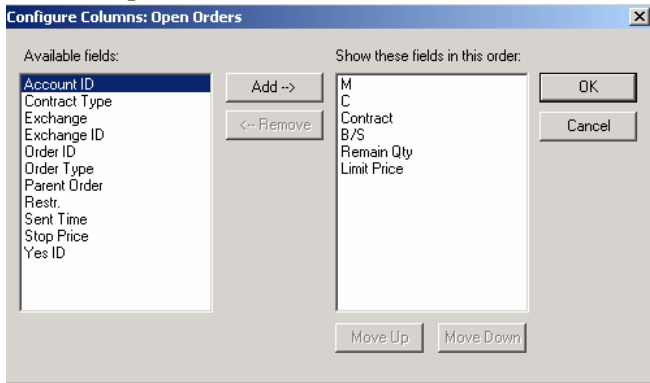 Configure Columns: Open Orders
Available fields:
Account ID
Contract Type
Exchange
Exchange ID
Order ID
Order Type
Parent Order
Restr.
Sent Time
Stop Price
Yes ID
Add -->
<-- Remove
Show these fields in this order:
M
C
Contract
B/S
Remain Qty
Limit Price
Move Up
Move Down
OK
Cancel